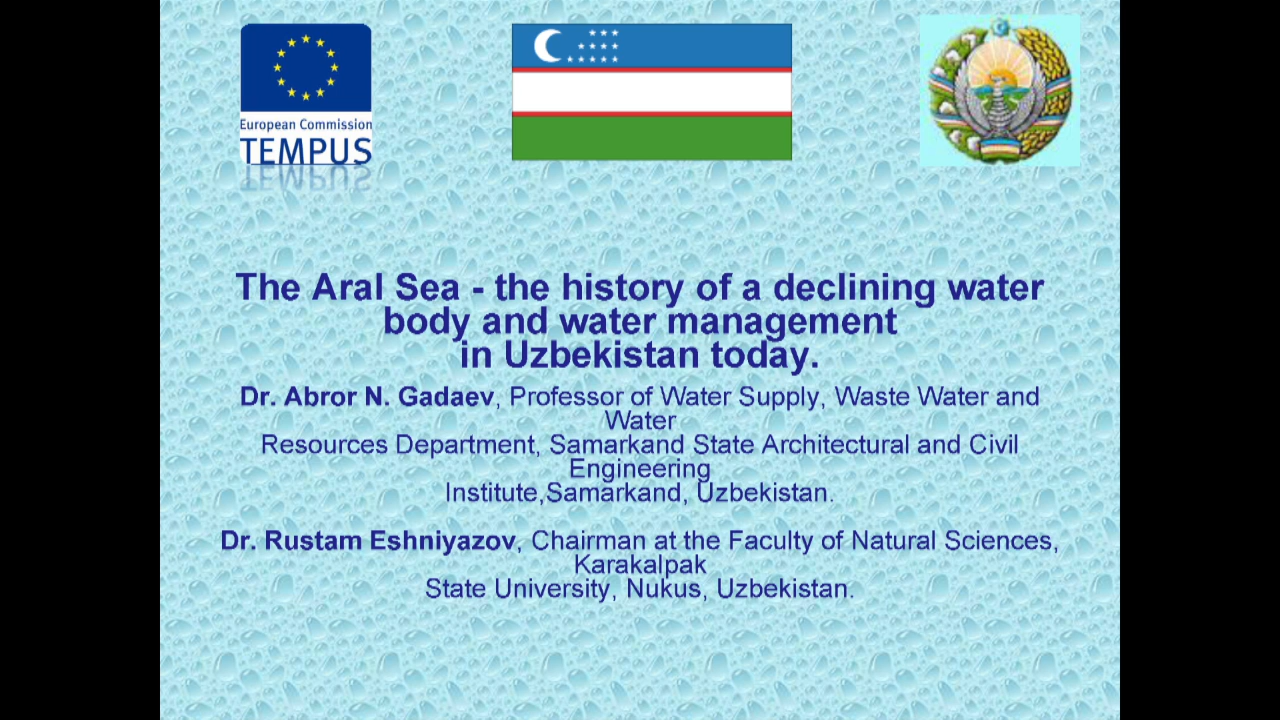 European Commission
TEMPUS
The Aral Sea - the history of a declining water
body and water management
in Uzbekistan today.
Dr. Abror N. Gadaev, Professor of Water Supply, Waste Water and
Water
Resources Department, Samarkand State Architectural and Civil
Engineering
Institute,Samarkand, Uzbekistan.
Dr. Rustam Eshniyazov, Chairman at the Faculty of Natural Sciences,
Karakalpak
State University, Nukus, Uzbekistan.